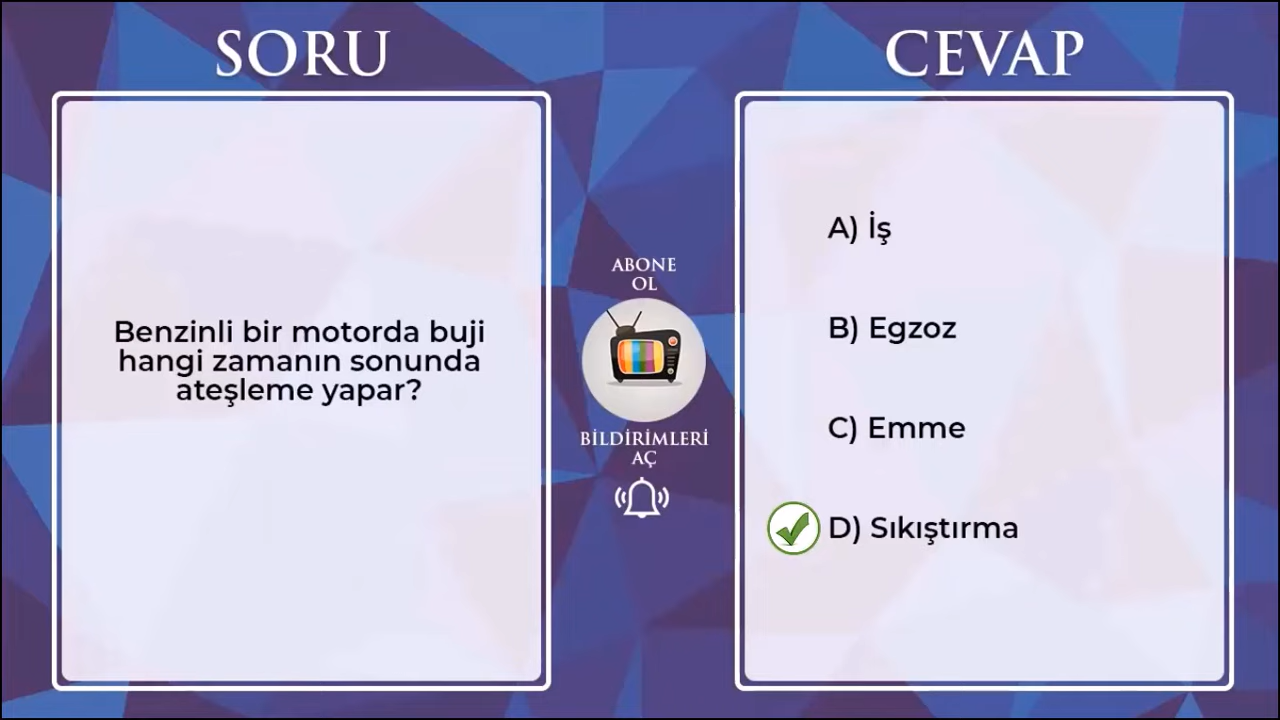 SORU
Benzinli bir motorda buji
hangi zamanın sonunda
ateşleme yapar?
ABONE
OL
BİLDİRİMLERİ
AÇ
CEVAP
A) İş
B) Egzoz
C) Emme
D) Sıkıştırma